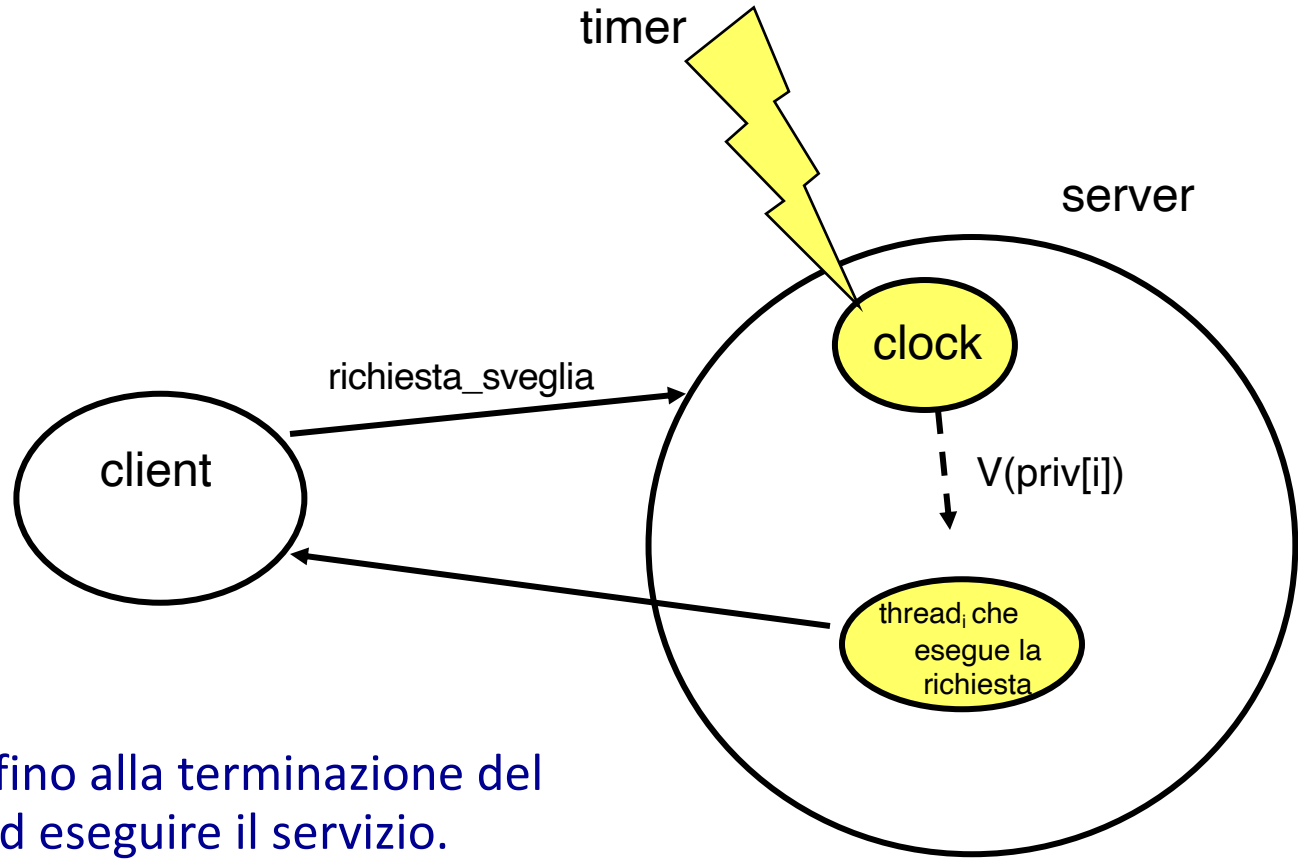 timer
server
clock
richiesta_sveglia
client
V(priv[i])
threadᵢ che
esegue la
richiesta
fino alla terminazione del
d eseguire il servizio.